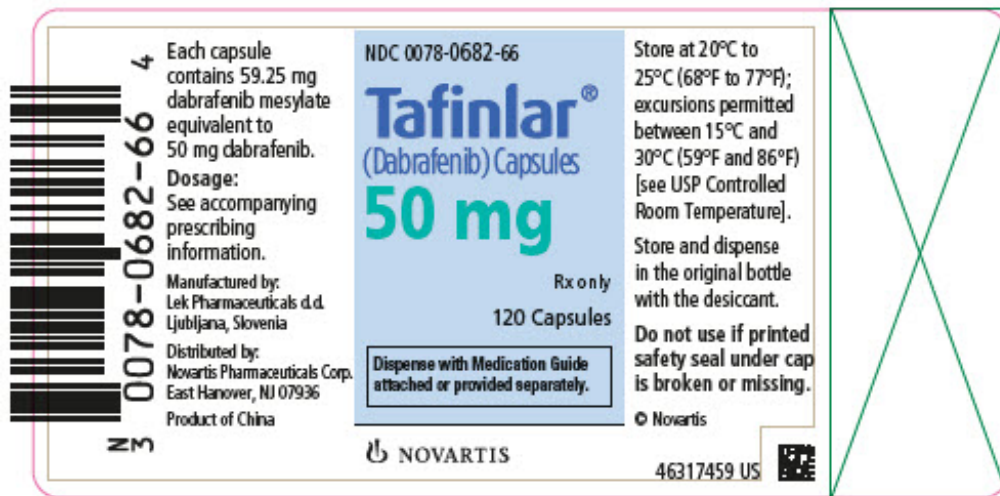 N
3 0078-0682-66 4
Each capsule
contains 59.25 mg
dabrafenib mesylate
equivalent to
50 mg dabrafenib.
Dosage:
See accompanying
prescribing
information.
Manufactured by:
Lek Pharmaceuticals d.d.
Ljubljana, Slovenia
Distributed by:
Novartis Pharmaceuticals Corp.
East Hanover, NJ 07936
Product of China
NDC 0078-0682-66
Tafinlar®
(Dabrafenib) Capsules
50 mg
Rx only
120 Capsules
Dispense with Medication Guide
attached or provided separately.
NOVARTIS
Store at 20°C to
25°C (68°F to 77°F);
excursions permitted
between 15°C and
30°C (59°F and 86°F)
[see USP Controlled
Room Temperature].
Store and dispense
in the original bottle
with the desiccant.
Do not use if printed
safety seal under cap
is broken or missing.
© Novartis
46317459 US